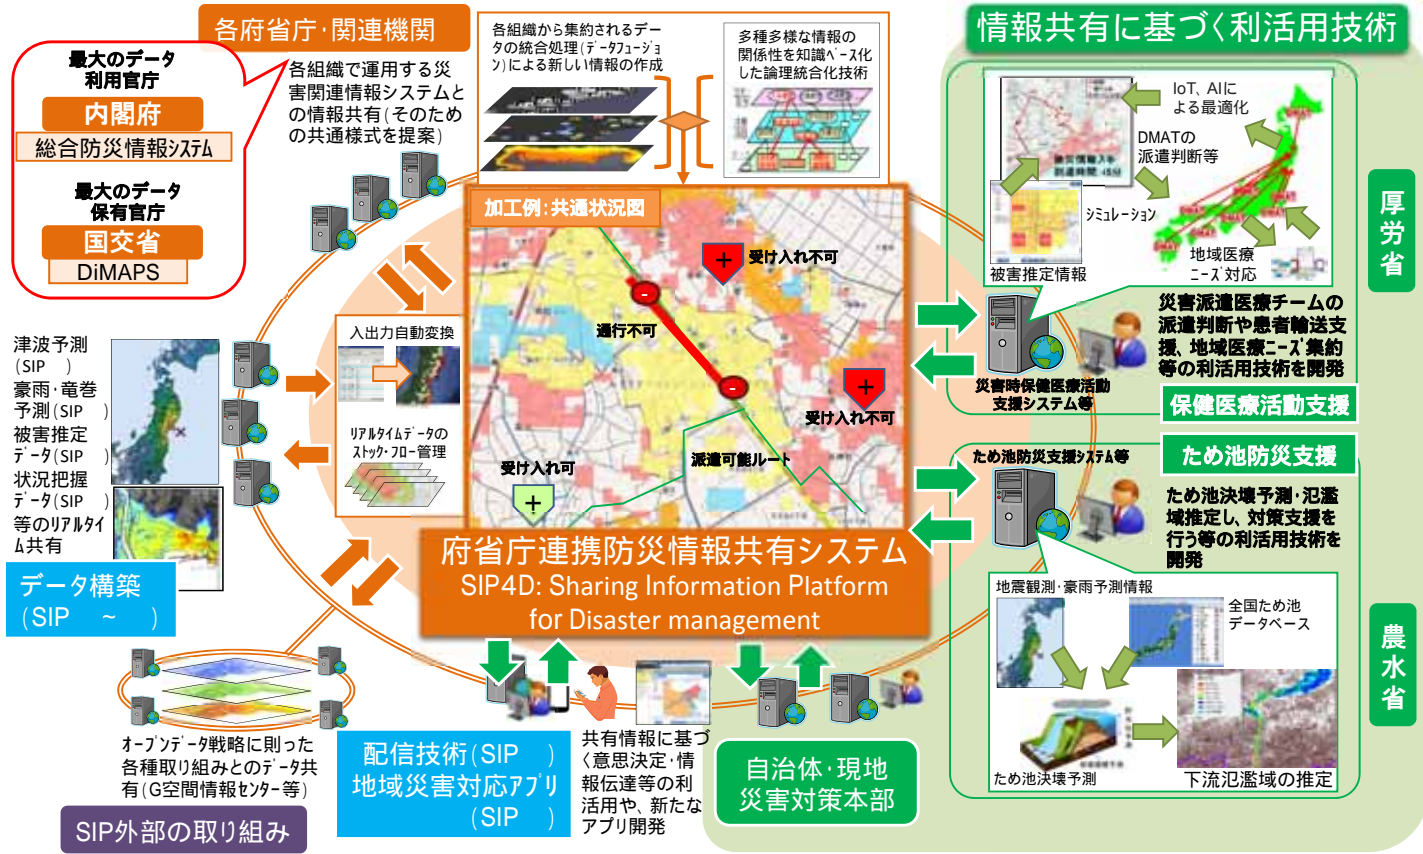 各府省庁・関連機関
最大のデータ
利用官庁
内閣府
総合防災情報システム
最大のデータ
保有官庁
国交省
DiMAPS
各組織で運用する災
害関連情報システムと
の情報共有(そのため
の共通様式を提案)
各組織から集約されるデー
タの統合処理(データフュージョ
ン)による新しい情報の作成
多種多様な情報の
関係性を知識ベース化
した論理統合化技術
加工例:共通状況図
受け入れ不可
通行不可
受け入れ不可
派遣可能ルート
受け入れ可
入出力自動変換
リアルタイムデータの
ストック・フロー管理
府省庁連携防災情報共有システム
SIP4D: Sharing Information Platform
for Disaster management
津波予測
(SIP )
豪雨・竜巻
予測(SIP )
被害推定
データ(SIP )
状況把握
データ(SIP )
等のリアルタイ
ム共有
データ構築
(SIP ~ )
オープンデータ戦略に則った
各種取り組みとのデータ共
有(G空間情報センター等)
SIP外部の取り組み
配信技術(SIP )
地域災害対応アプリ
(SIP )
共有情報に基づ
く意思決定・情
報伝達等の利
活用や、新たな
アプリ開発
自治体・現地
災害対策本部
情報共有に基づく利活用技術
IoT、AIに
よる最適化
DMATの
派遣判断等
被災情報入手
到達時間:45分
シミュレーション
被害推定情報
DMAT
DMAT
DMAT
DMAT
DMAT
地域医療
ニーズ対応
厚労省
災害時保健医療活動
支援システム等
災害派遣医療チームの
派遣判断や患者輸送支
援、地域医療ニーズ集約
等の利活用技術を開発
保健医療活動支援
ため池防災支援システム等
ため池防災支援
ため池決壊予測・氾濫
域推定し、対策支援を
行う等の利活用技術を
開発
地震観測・豪雨予測情報
全国ため池
データベース
ため池決壊予測
下流氾濫域の推定
農水省